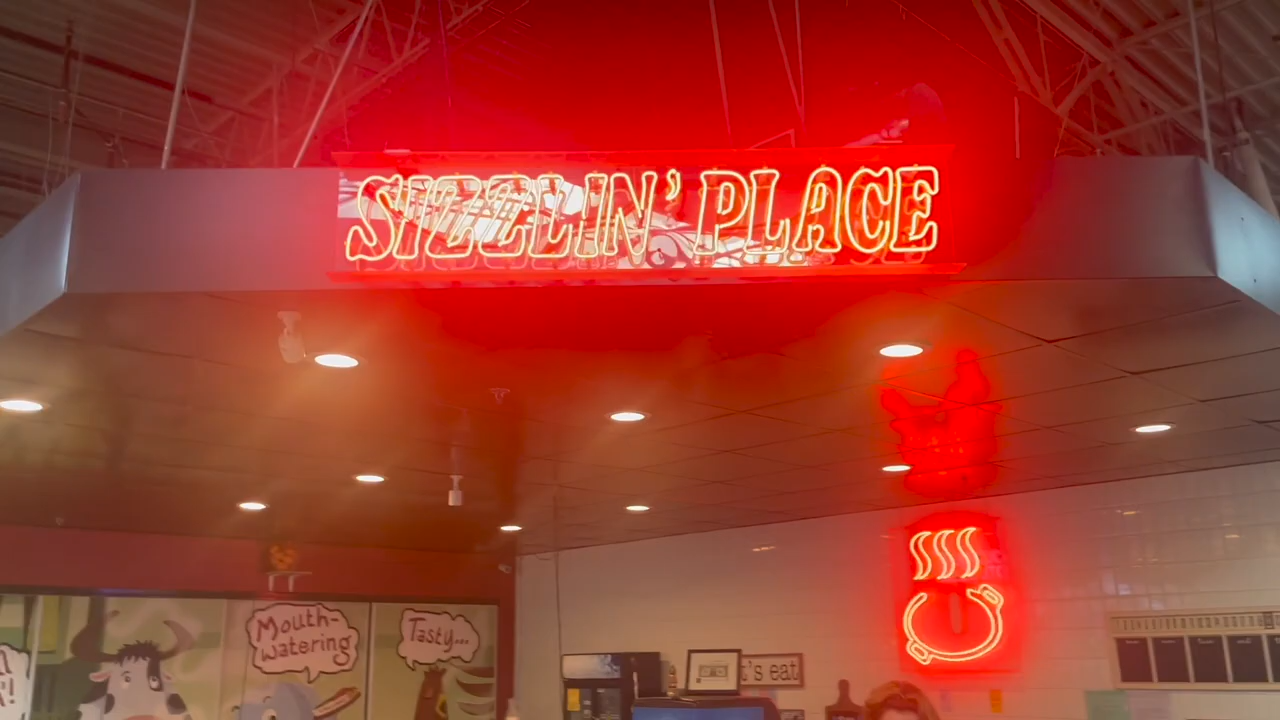 SIZZLIN' PLACE
Mouth-
watering
Tasty...
t's eat